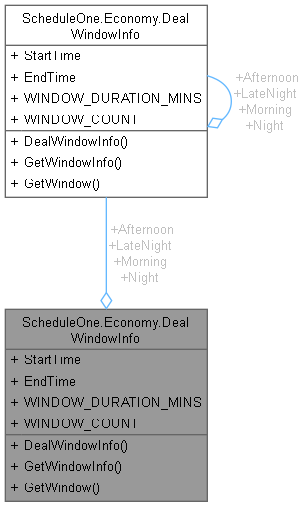 ScheduleOne.Economy.Deal
WindowInfo
+ StartTime
+ EndTime
+ WINDOW_DURATION_MINS
+ WINDOW_COUNT
+ DealWindowInfo()
+ GetWindowInfo()
+ GetWindow()
+Afternoon
+LateNight
+Morning
+Night
+Afternoon
+LateNight
+Morning
+Night
ScheduleOne.Economy.Deal
WindowInfo
+ StartTime
+ EndTime
+ WINDOW_DURATION_MINS
+ WINDOW_COUNT
+ DealWindowInfo()
+ GetWindowInfo()
+ GetWindow()